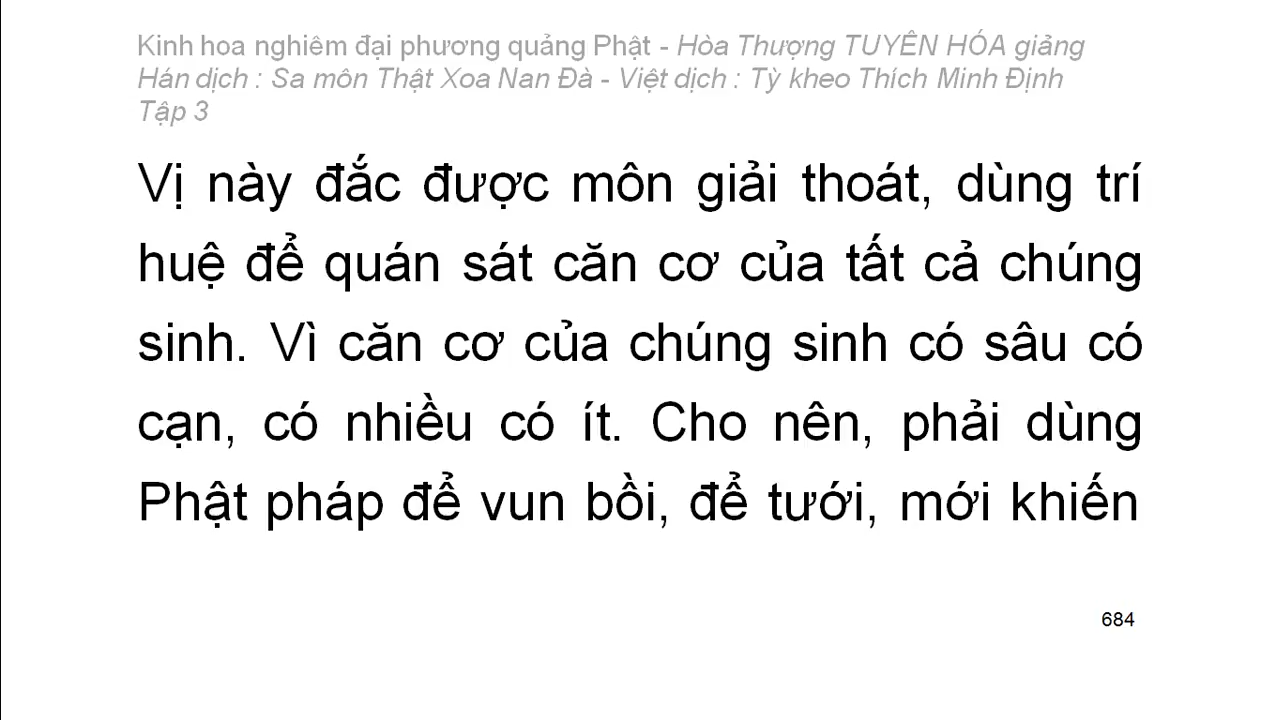 Kinh hoa nghiêm đại phương quảng Phật - Hòa Thượng TUYÊN HÓA giảng
Hán dịch : Sa môn Thật Xoa Nan Đà - Việt dịch : Tỳ kheo Thích Minh Định
Tập 3
Vị này đắc được môn giải thoát, dùng trí
huệ để quán sát căn cơ của tất cả chúng
sinh. Vì căn cơ của chúng sinh có sâu có
cạn, có nhiều có ít. Cho nên, phải dùng
Phật pháp để vun bồi, để tưới, mới khiến
684